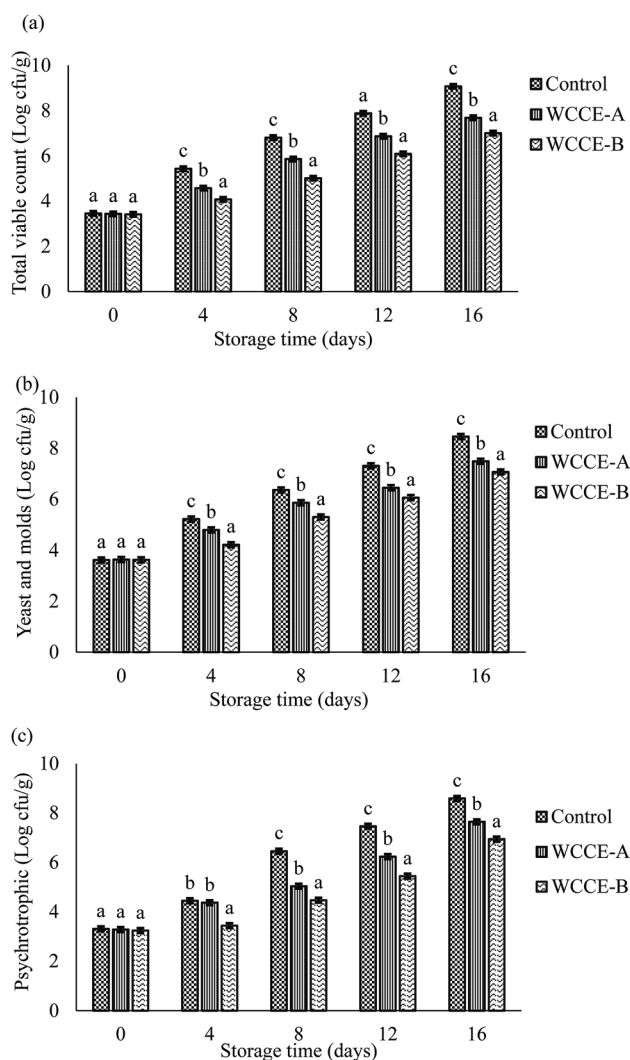 (a)
Total viable count (Log cfu/g)
10
8
6
4
2
0
a a a
c b a
c b a
a b a
c b a
0 4 8 12 16
Storage time (days)
Control
WCCE-A
WCCE-B
(b)
Yeast and molds (Log cfu/g)
10
8
6
4
2
0
c b a
c b a
c b a
c b a
0 4 8 12 16
Storage time (days)
Control
WCCE-A
WCCE-B
(c)
Psychrotrophic (Log cfu/g)
10
8
6
4
2
0
a a a
b b a
c b a
c b a
c b a
0 4 8 12 16
Storage time (days)
Control
WCCE-A
WCCE-B